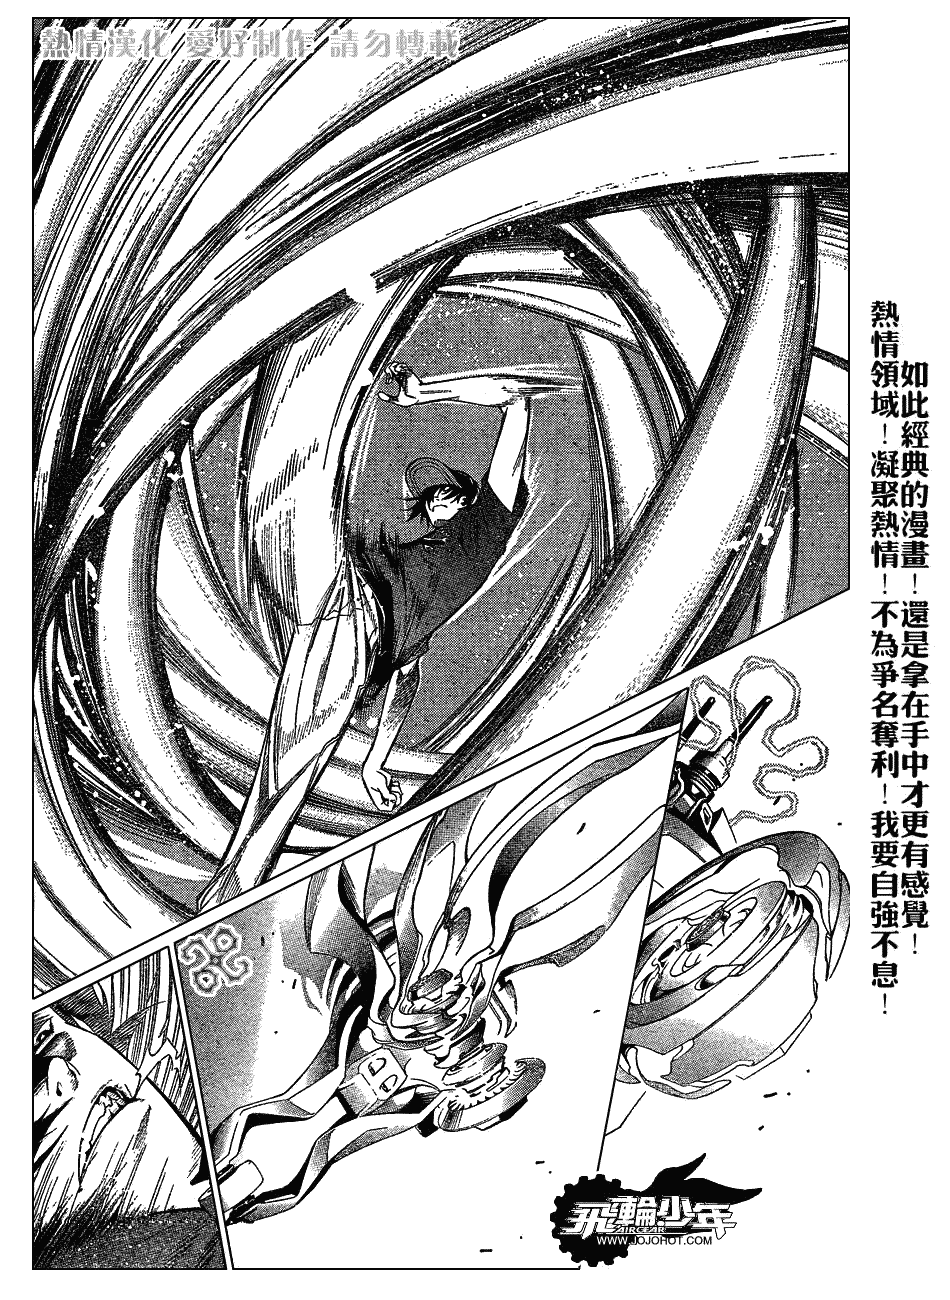 熱情漢化 愛好制作 請勿轉載
如此經典的漫畫！還是拿在手中才更有感覺！
熱情領域！凝聚熱情！不為爭名奪利！我要自強不息！
飛輪少年
AIRGEAR
WWW.JOJOHOT.COM